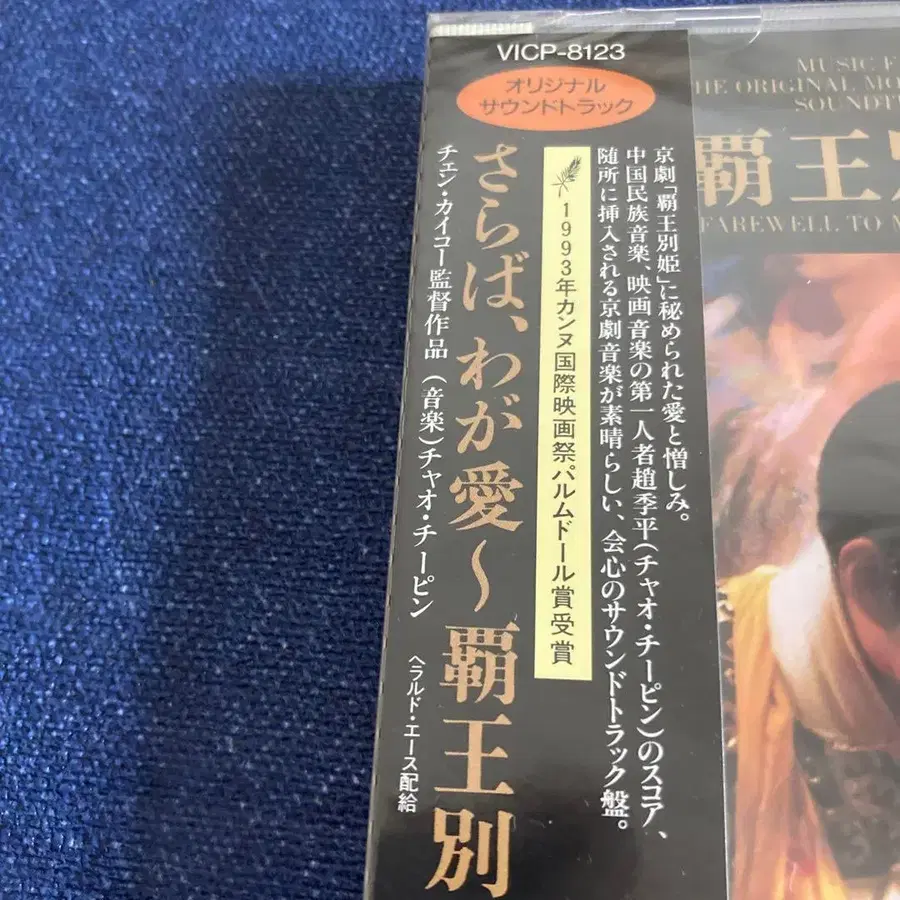 VICP-8123
オリジナル
サウンドトラック
京劇「覇王別姫」に秘められた愛と憎しみ。
中国民族音楽、映画音楽の第一人者趙季平(チャオ・チーピン)のスコア、
随所に挿入される京劇音楽が素晴らしい、会心のサウンドトラック盤。
1993年カンヌ国際映画祭パルムドール賞受賞
さらば、わが愛～覇王別
チェン・カイコー監督作品 (音楽)チャオ・チーピン
ヘラルド・エース配給
MUSIC
THE ORIGINAL
覇王
FAREWELL TO